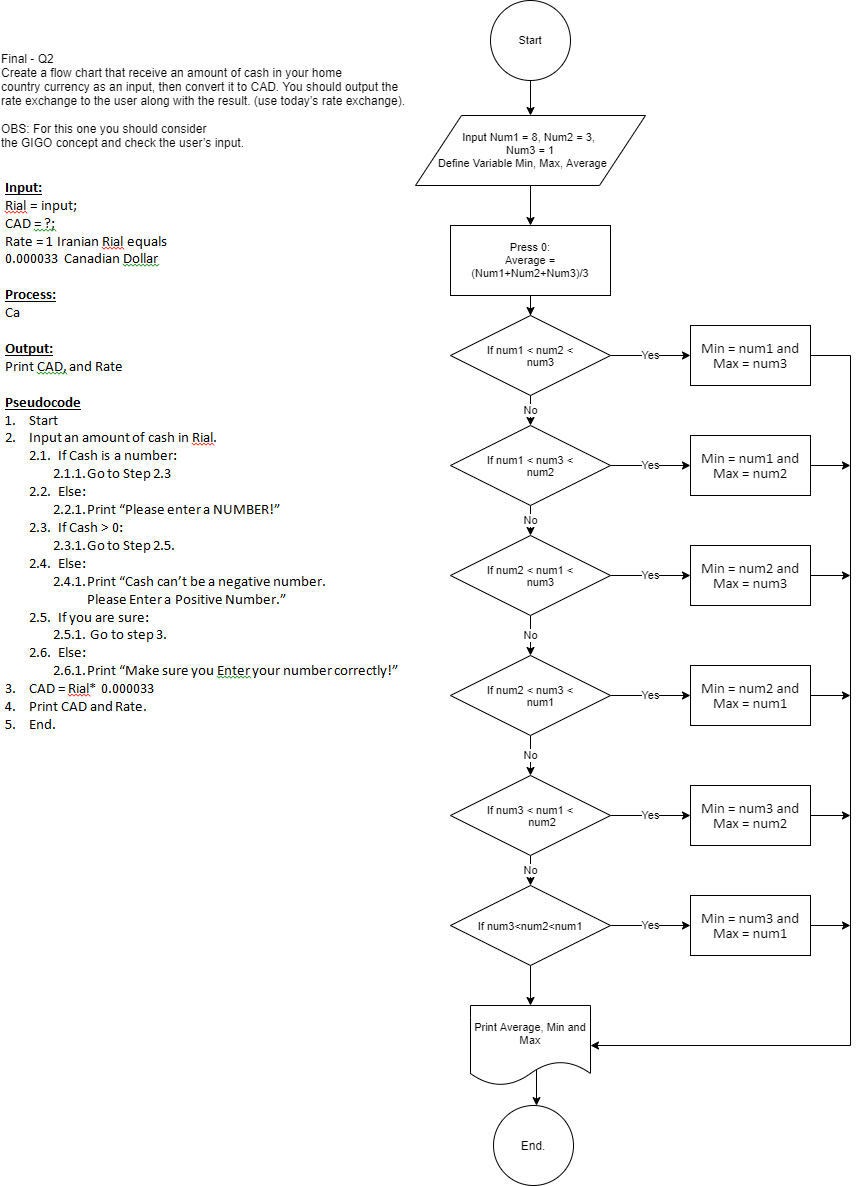 Final - Q2
Create a flow chart that receive an amount of cash in your home
country currency as an input, then convert it to CAD. You should output the
rate exchange to the user along with the result. (use today's rate exchange).
OBS: For this one you should consider
the GIGO concept and check the user's input.
Input:
Rial = input;
CAD = ?;
Rate = 1 Iranian Rial equals
0.000033 Canadian Dollar
Process:
Ca
Output:
Print CAD, and Rate
Pseudocode
1. Start
2. Input an amount of cash in Rial.
2.1. If Cash is a number:
2.1.1. Go to Step 2.3
2.2. Else:
2.2.1. Print “Please enter a NUMBER!”
2.3. If Cash > 0:
2.3.1. Go to Step 2.5.
2.4. Else:
2.4.1. Print “Cash can’t be a negative number.
Please Enter a Positive Number.”
2.5. If you are sure:
2.5.1. Go to step 3.
2.6. Else:
2.6.1. Print “Make sure you Enter your number correctly!”
3. CAD = Rial* 0.000033
4. Print CAD and Rate.
5. End.
Start
Input Num1 = 8, Num2 = 3,
Num3 = 1
Define Variable Min, Max, Average
Press 0:
Average =
(Num1+Num2+Num3)/3
If num1 < num2 <
num3
Yes
Min = num1 and
Max = num3
No
If num1 < num3 <
num2
Yes
Min = num1 and
Max = num2
No
If num2 < num1 <
num3
Yes
Min = num2 and
Max = num3
No
If num2 < num3 <
num1
Yes
Min = num2 and
Max = num1
No
If num3 < num1 <
num2
Yes
Min = num3 and
Max = num2
No
If num3<num2<num1
Yes
Min = num3 and
Max = num1
Print Average, Min and
Max
End.